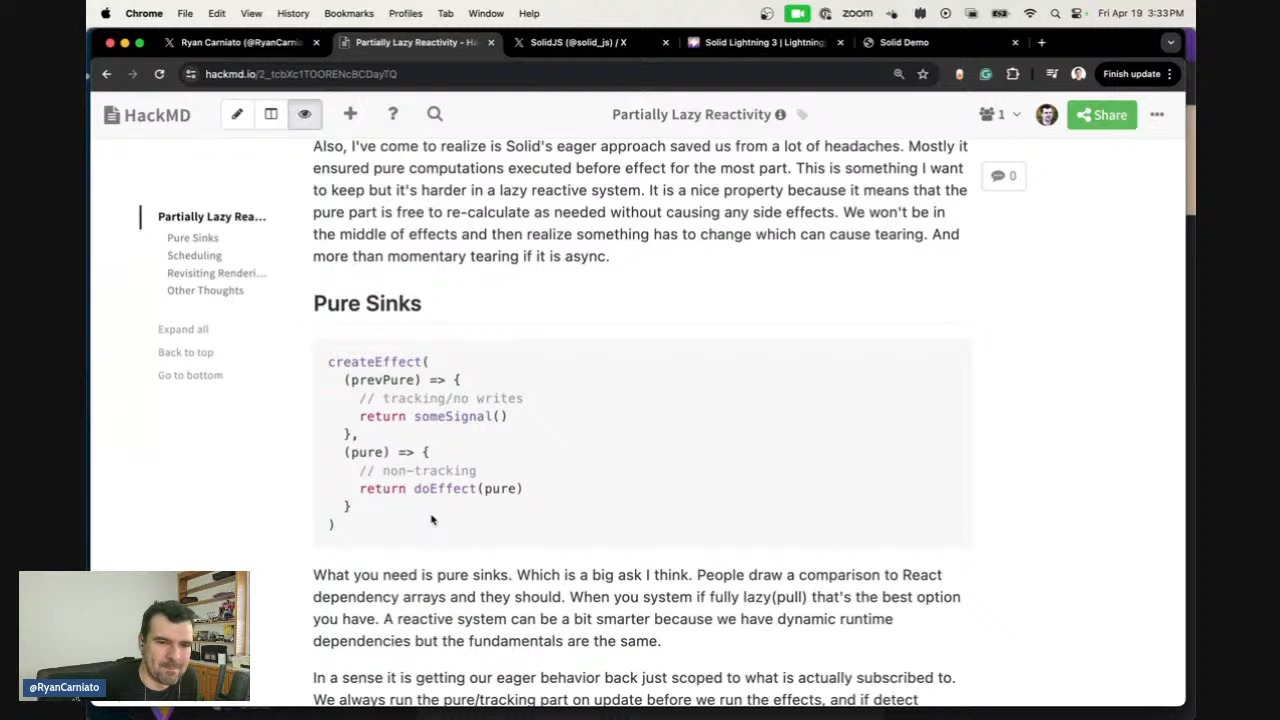 Chrome File Edit View History Bookmarks Profiles Tab Window Help zoom Fri Apr 19 3:33 PM
Ryan Carniato (@RyanCarnia
Partially Lazy Reactivity - Ha
SolidJS (@solid_js) / X
Solid Lightning 3 | Lightning
Solid Demo
hackmd.io/2_tcbXc1TOORENcBCDayTQ
Finish update
HackMD
Partially Lazy Reactivity
1
Share
0
Partially Lazy Rea...
Pure Sinks
Scheduling
Revisiting Renderi...
Other Thoughts
Expand all
Back to top
Go to bottom
Also, I've come to realize is Solid's eager approach saved us from a lot of headaches. Mostly it
ensured pure computations executed before effect for the most part. This is something I want
to keep but it's harder in a lazy reactive system. It is a nice property because it means that the
pure part is free to re-calculate as needed without causing any side effects. We won't be in
the middle of effects and then realize something has to change which can cause tearing. And
more than momentary tearing if it is async.
Pure Sinks
createEffect(
(prevPure) => {
// tracking/no writes
return someSignal()
},
(pure) => {
// non-tracking
return doEffect(pure)
}
)
What you need is pure sinks. Which is a big ask I think. People draw a comparison to React
dependency arrays and they should. When you system if fully lazy(pull) that's the best option
you have. A reactive system can be a bit smarter because we have dynamic runtime
dependencies but the fundamentals are the same.
In a sense it is getting our eager behavior back just scoped to what is actually subscribed to.
We always run the pure/tracking part on update before we run the effects, and if detect
@RyanCarniato